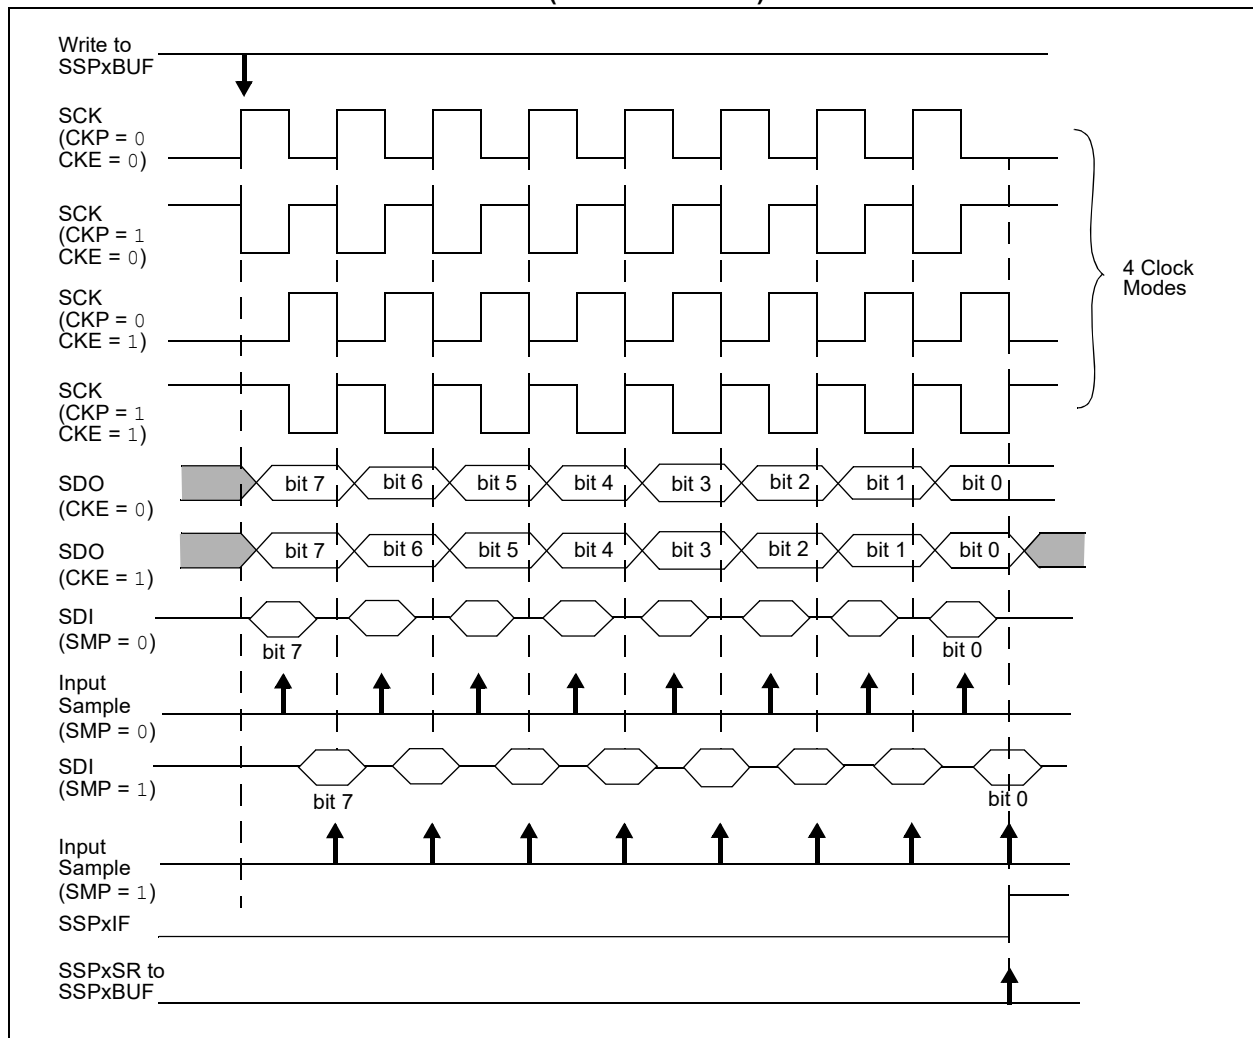 Write to
SSPxBUF
SCK
(CKP = 0
CKE = 0)
SCK
(CKP = 1
CKE = 0)
SCK
(CKP = 0
CKE = 1)
SCK
(CKP = 1
CKE = 1)
4 Clock
Modes
SDO
(CKE = 0)
bit 7 bit 6 bit 5 bit 4 bit 3 bit 2 bit 1 bit 0
SDO
(CKE = 1)
bit 7 bit 6 bit 5 bit 4 bit 3 bit 2 bit 1 bit 0
SDI
(SMP = 0)
bit 7 bit 0
Input
Sample
(SMP = 0)
SDI
(SMP = 1)
bit 7 bit 0
Input
Sample
(SMP = 1)
SSPxIF
SSPxSR to
SSPxBUF